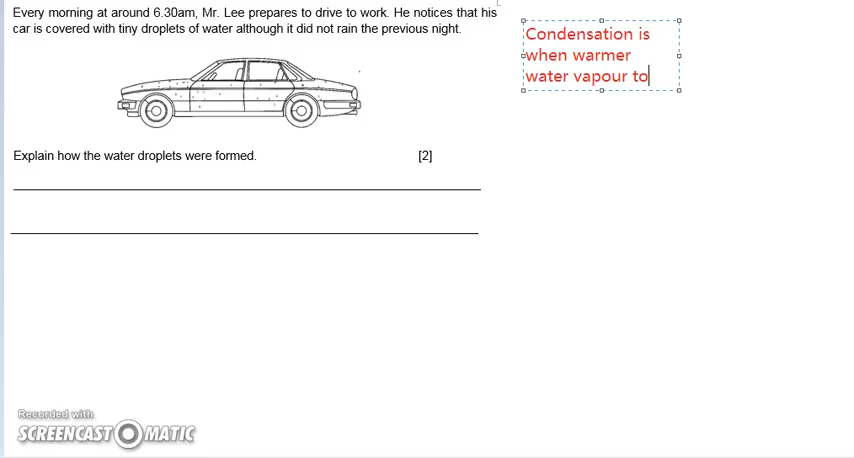 Every morning at around 6.30am, Mr. Lee prepares to drive to work. He notices that his
car is covered with tiny droplets of water although it did not rain the previous night.
Condensation is
when warmer
water vapour to
Explain how the water droplets were formed. [2]
Recorded with
SCREENCAST MATIC